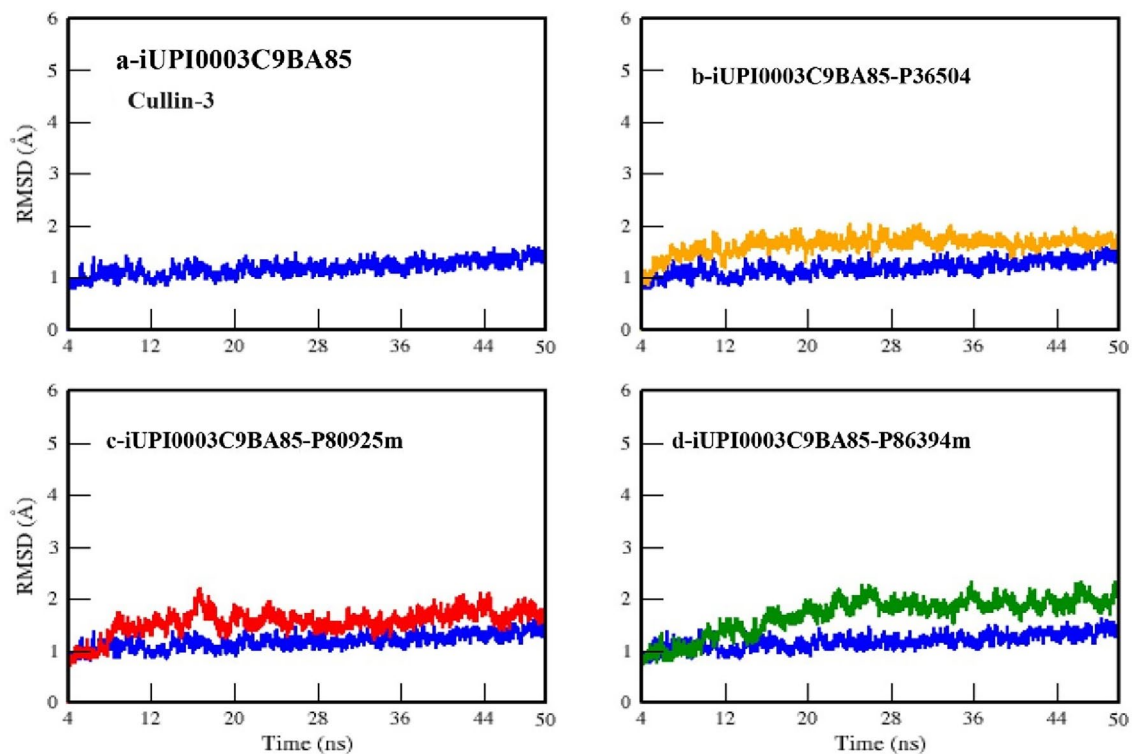 a-iUPI0003C9BA85
Cullin-3
RMSD (Å)
6
5
4
3
2
1
0
4 12 20 28 36 44 50
b-iUPI0003C9BA85-P36504
6
5
4
3
2
1
0
4 12 20 28 36 44 50
c-iUPI0003C9BA85-P80925m
RMSD (Å)
6
5
4
3
2
1
0
4 12 20 28 36 44 50
Time (ns)
d-iUPI0003C9BA85-P86394m
6
5
4
3
2
1
0
4 12 20 28 36 44 50
Time (ns)